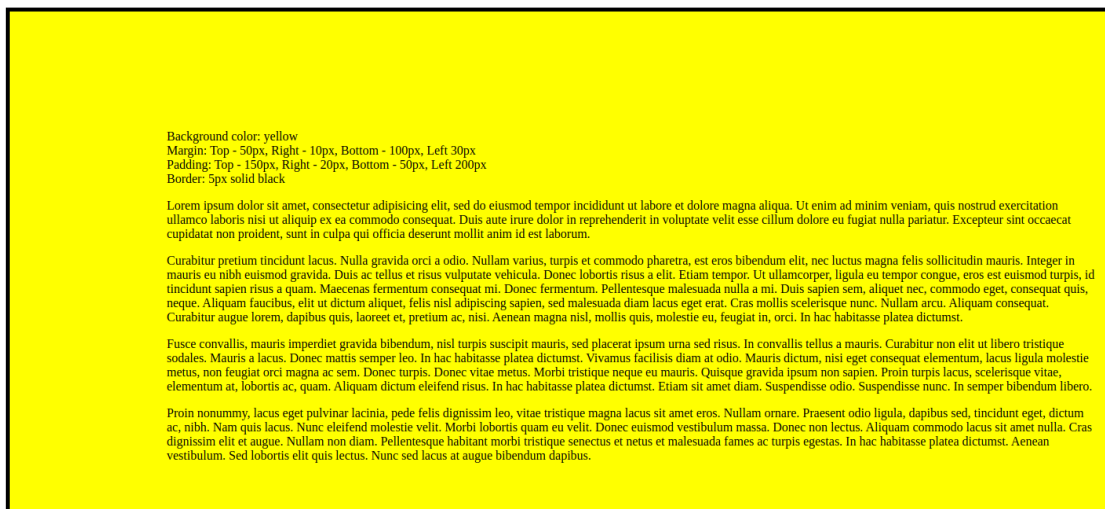 Background color: yellow
Margin: Top - 50px, Right - 10px, Bottom - 100px, Left 30px
Padding: Top - 150px, Right - 20px, Bottom - 50px, Left 200px
Border: 5px solid black
Lorem ipsum dolor sit amet, consectetur adipisicing elit, sed do eiusmod tempor incididunt ut labore et dolore magna aliqua. Ut enim ad minim veniam, quis nostrud exercitation
ullamco laboris nisi ut aliquip ex ea commodo consequat. Duis aute irure dolor in reprehenderit in voluptate velit esse cillum dolore eu fugiat nulla pariatur. Excepteur sint occaecat
cupidatat non proident, sunt in culpa qui officia deserunt mollit anim id est laborum.
Curabitur pretium tincidunt lacus. Nulla gravida orci a odio. Nullam varius, turpis et commodo pharetra, est eros bibendum elit, nec luctus magna felis sollicitudin mauris. Integer in
mauris eu nibh euismod gravida. Duis ac tellus et risus vulputate vehicula. Donec lobortis risus a elit. Etiam tempor. Ut ullamcorper, ligula eu tempor congue, eros est euismod turpis, id
tincidunt sapien risus a quam. Maecenas fermentum consequat mi. Donec fermentum. Pellentesque malesuada nulla a mi. Duis sapien sem, aliquet nec, commodo eget, consequat quis,
neque. Aliquam faucibus, elit ut dictum aliquet, felis nisl adipiscing sapien, sed malesuada diam lacus eget erat. Cras mollis scelerisque nunc. Nullam arcu. Aliquam consequat.
Curabitur augue lorem, dapibus quis, laoreet et, pretium ac, nisi. Aenean magna nisl, mollis quis, molestie eu, feugiat in, orci. In hac habitasse platea dictumst.
Fusce convallis, mauris imperdiet gravida bibendum, nisl turpis suscipit mauris, sed placerat ipsum urna sed risus. In convallis tellus a mauris. Curabitur non elit ut libero tristique
sodales. Mauris a lacus. Donec mattis semper leo. In hac habitasse platea dictumst. Vivamus facilisis diam at odio. Mauris dictum, nisi eget consequat elementum, lacus ligula molestie
metus, non feugiat orci magna ac sem. Donec turpis. Donec vitae metus. Morbi tristique neque eu mauris. Quisque gravida ipsum non sapien. Proin turpis lacus, scelerisque vitae,
elementum at, lobortis ac, quam. Aliquam dictum eleifend risus. In hac habitasse platea dictumst. Etiam sit amet diam. Suspendisse odio. Suspendisse nunc. In semper bibendum libero.
Proin nonummy, lacus eget pulvinar lacinia, pede felis dignissim leo, vitae tristique magna lacus sit amet eros. Nullam ornare. Praesent odio ligula, dapibus sed, tincidunt eget, dictum
ac, nibh. Nam quis lacus. Nunc eleifend molestie velit. Morbi lobortis quam eu velit. Donec euismod vestibulum massa. Donec non lectus. Aliquam commodo lacus sit amet nulla. Cras
dignissim elit et augue. Nullam non diam. Pellentesque habitant morbi tristique senectus et netus et malesuada fames ac turpis egestas. In hac habitasse platea dictumst. Aenean
vestibulum. Sed lobortis elit quis lectus. Nunc sed lacus at augue bibendum dapibus.